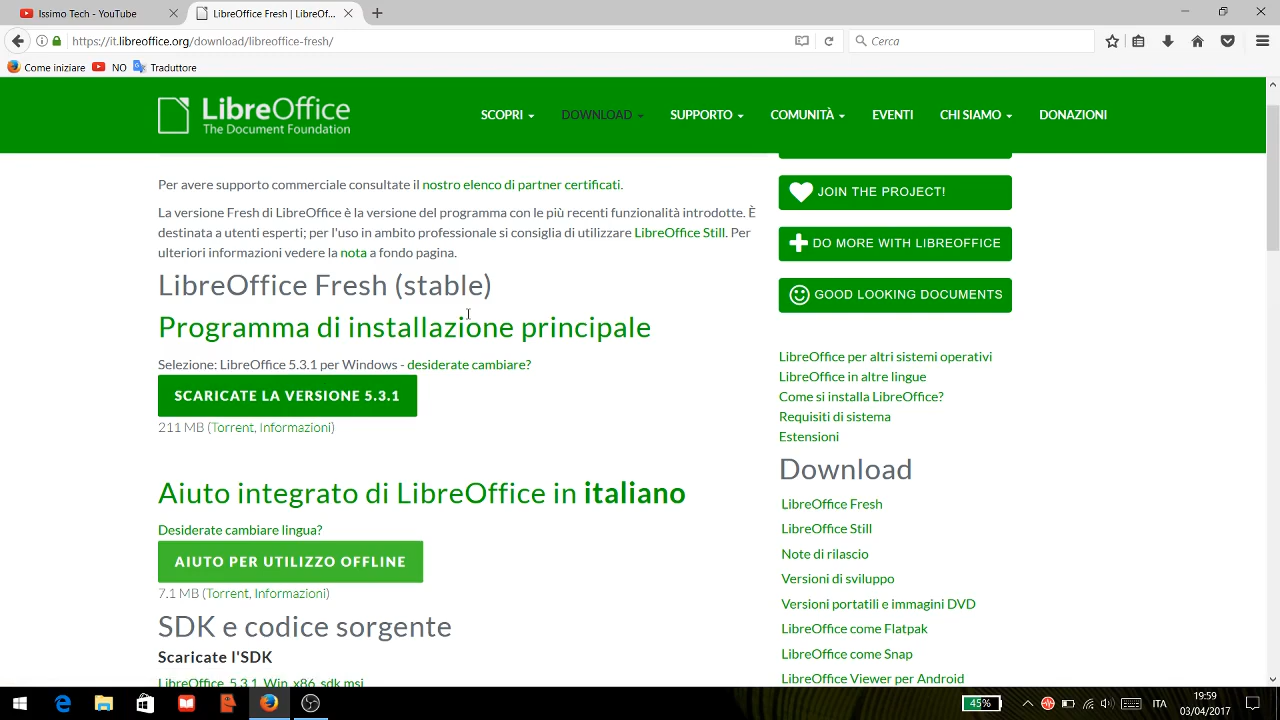 Issino Tech - YouTube
LibreOffice Fresh | Libre
https://it.libreoffice.org/download/libreoffice-fresh/
Cerca
Come iniziare
NO
Traduttore
LibreOffice
The Document Foundation
SCOPRI
DOWNLOAD
SUPPORTO
COMUNITÀ
EVENTI
CHI SIAMO
DONAZIONI
Per avere supporto commerciale consultate il nostro elenco di partner certificati.
La versione Fresh di LibreOffice è la versione del programma con le più recenti funzionalità introdotte. È
destinata a utenti esperti; per l'uso in ambito professionale si consiglia di utilizzare LibreOffice Still. Per
ulteriori informazioni vedere la nota a fondo pagina.
LibreOffice Fresh (stable)
Programma di installazione principale
Selezione: LibreOffice 5.3.1 per Windows - desiderate cambiare?
SCARICATE LA VERSIONE 5.3.1
211 MB (Torrent, Informazioni)
Aiuto integrato di LibreOffice in italiano
Desiderate cambiare lingua?
AIUTO PER UTILIZZO OFFLINE
7.1 MB (Torrent, Informazioni)
SDK e codice sorgente
Scaricate l'SDK
LibreOffice_5.3.1_Win_x86_sdk.msi
JOIN THE PROJECT!
DO MORE WITH LIBREOFFICE
GOOD LOOKING DOCUMENTS
LibreOffice per altri sistemi operativi
LibreOffice in altre lingue
Come si installa LibreOffice?
Requisiti di sistema
Estensioni
Download
LibreOffice Fresh
LibreOffice Still
Note di rilascio
Versioni di sviluppo
Versioni portatili e immagini DVD
LibreOffice come Flatpak
LibreOffice come Snap
LibreOffice Viewer per Android
45%
ITA
19:59
03/04/2017